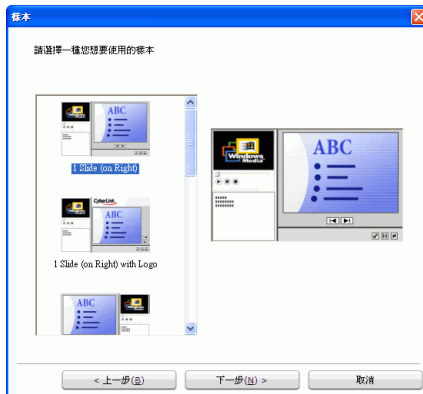 樣本
請選擇一種您想要使用的樣本
ABC
1 Slide (on Right)
CyberLink
ABC
1 Slide (on Right) with Logo
ABC
Windows
Media
ABC
< 上一步(B)
下一步(N) >
取消